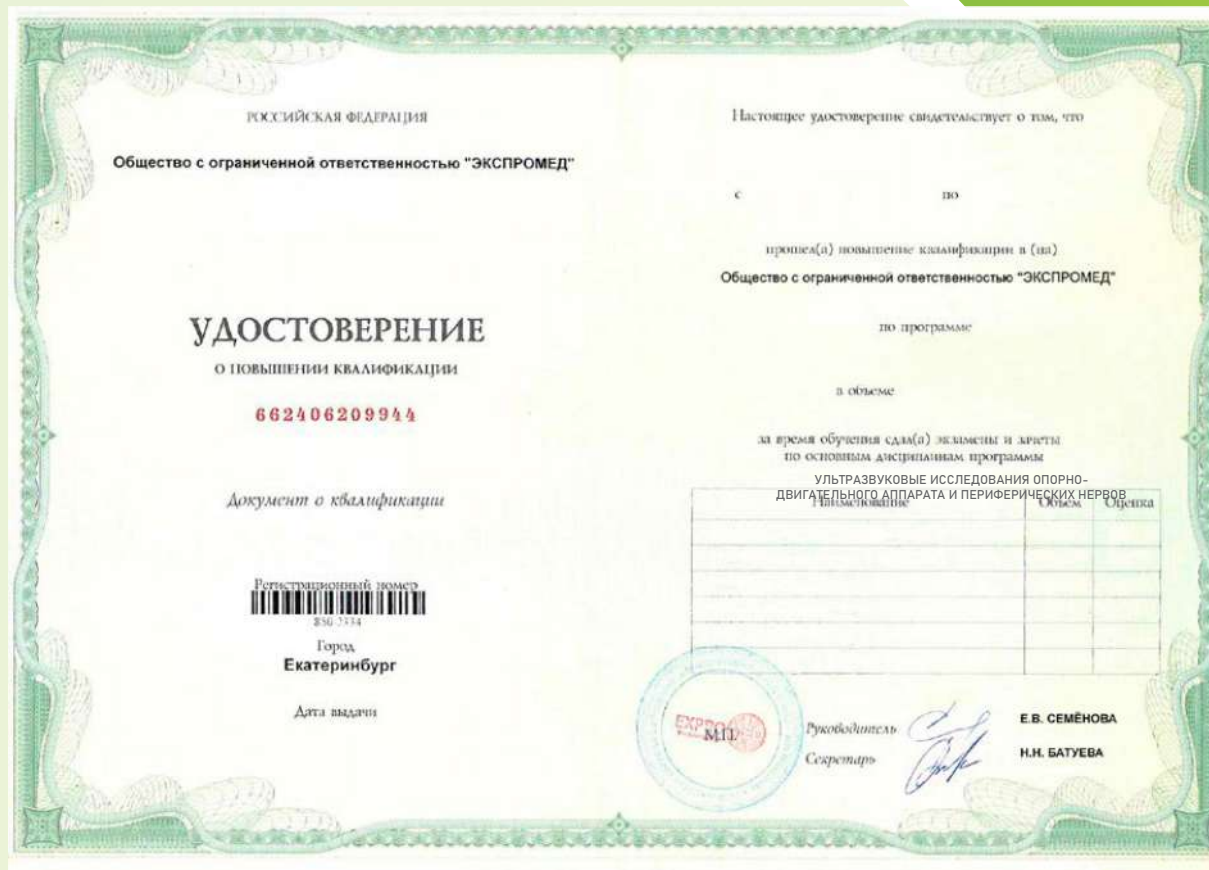 РОССИЙСКАЯ ФЕДЕРАЦИЯ
Общество с ограниченной ответственностью "ЭКСПРОМЕД"
УДОСТОВЕРЕНИЕ
О ПОВЫШЕНИИ КВАЛИФИКАЦИИ
662406209944
Документ о квалификации
Регистрационный номер
850-2334
Город
Екатеринбург
Дата выдачи
Настоящее удостоверение свидетельствует о том, что
с по
прошел(а) повышение квалификации в (на)
Общество с ограниченной ответственностью "ЭКСПРОМЕД"
по программе
в объеме
за время обучения сдал(а) экзамены и зачеты
по основным дисциплинам программы
УЛЬТРАЗВУКОВЫЕ ИССЛЕДОВАНИЯ ОПОРНО-
ДВИГАТЕЛЬНОГО АППАРАТА И ПЕРИФЕРИЧЕСКИХ НЕРВОВ
Наименование Объем Оценка
М.П.
Руководитель Е.В. СЕМЁНОВА
Секретарь Н.Н. БАТУЕВА